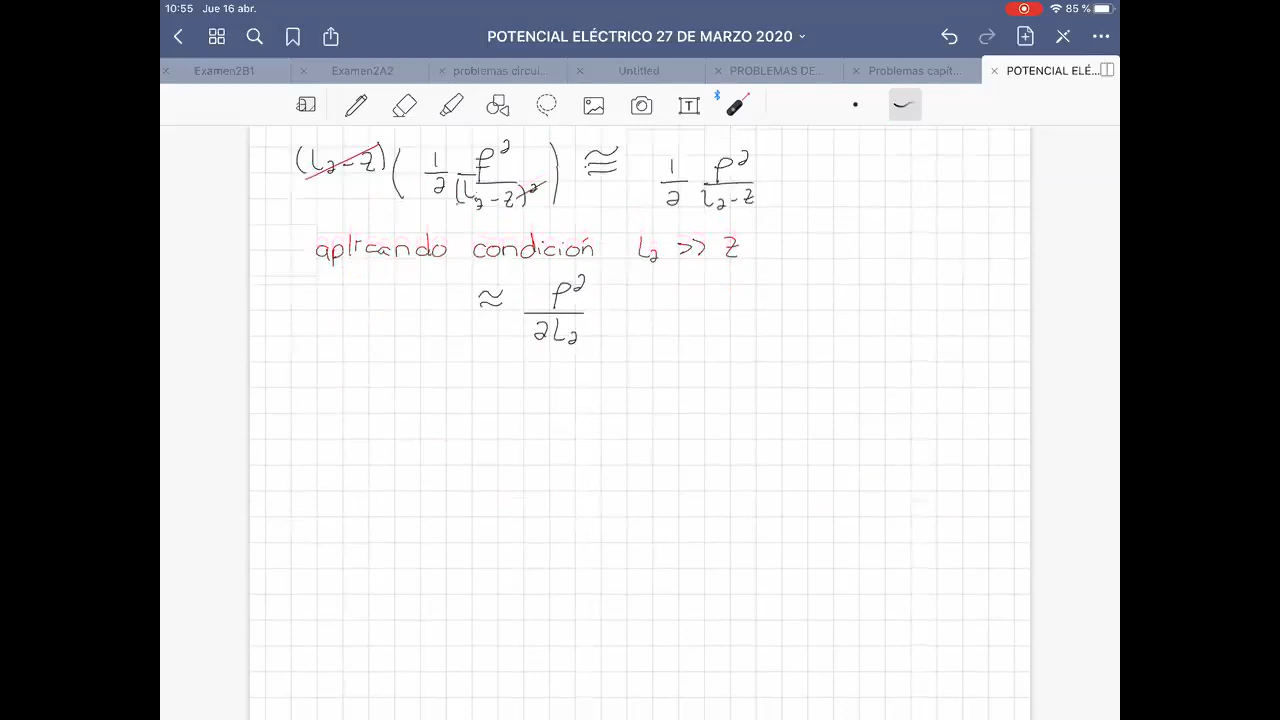 10:55 Jue 16 abr. 85 %
POTENCIAL ELÉCTRICO 27 DE MARZO 2020
Examen2B1 Examen2A2 problemas circui... Untitled PROBLEMAS DE... Problemas capít... POTENCIAL ELÉ...
T
(L₂-z)(1/2 ρ²/(L₂-z)²) ≅ 1/2 ρ²/(L₂-z)
aplicando condición L₂ >> z
≈ ρ²/2L₂